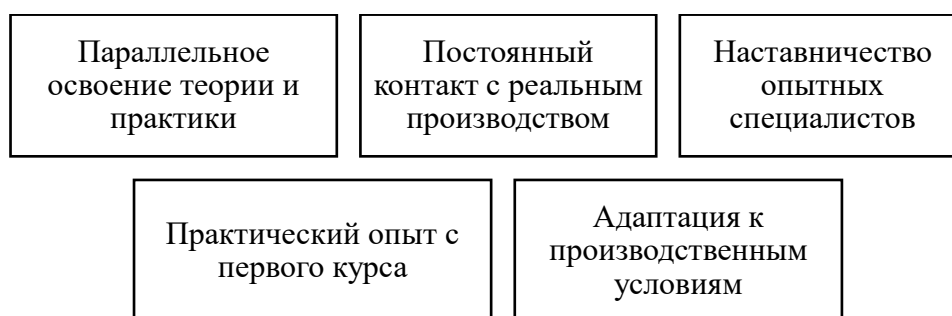 Параллельное
освоение теории и
практики
Постоянный
контакт с реальным
производством
Наставничество
опытных
специалистов
Практический опыт с
первого курса
Адаптация к
производственным
условиям